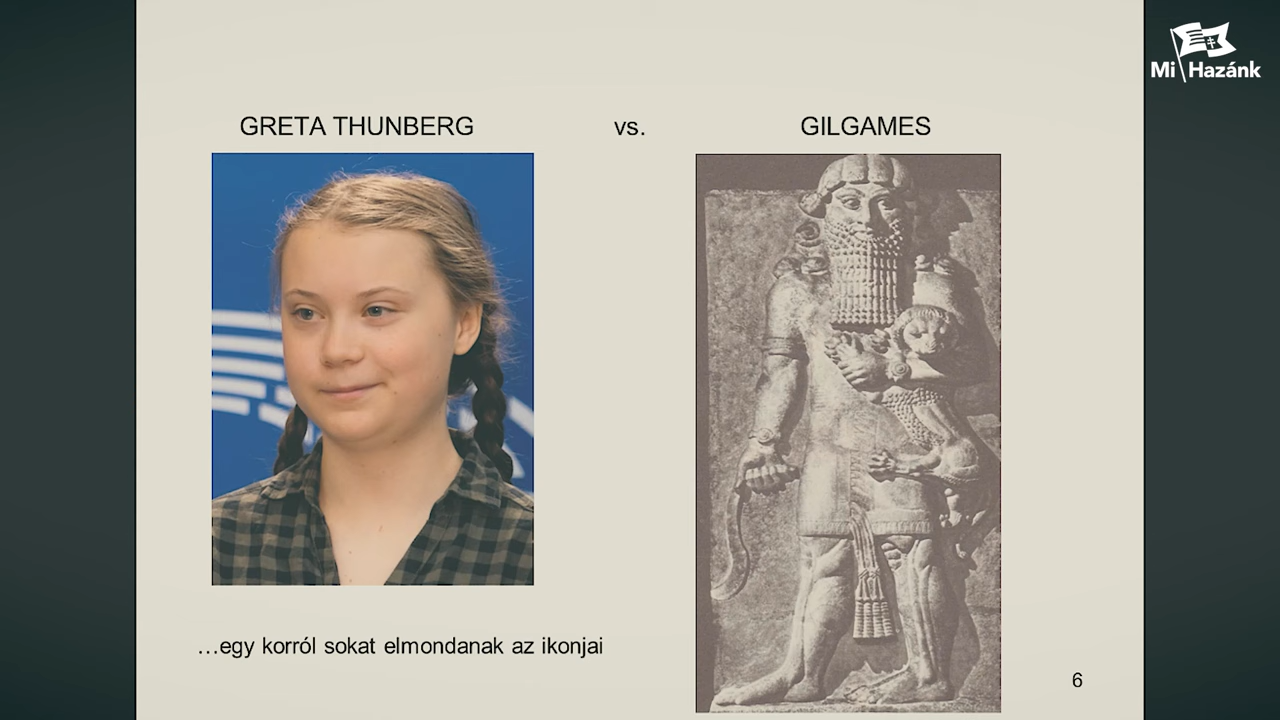 Mi Hazánk
GRETA THUNBERG vs. GILGAMES
…egy korról sokat elmondanak az ikonjai
6